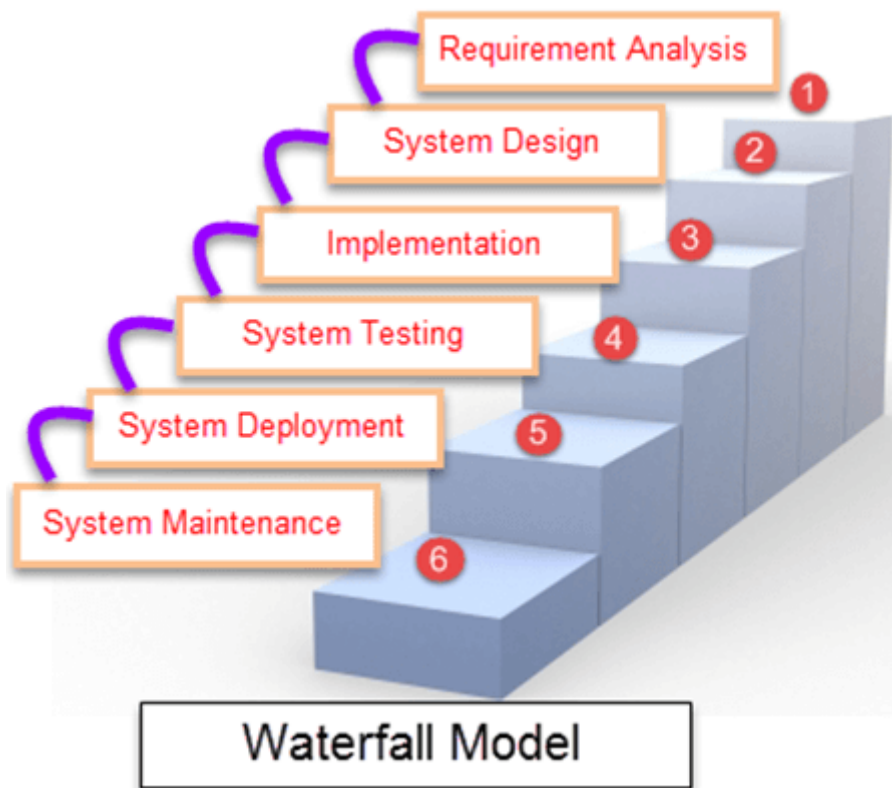 Requirement Analysis
1
System Design
2
Implementation
3
System Testing
4
System Deployment
5
System Maintenance
6
Waterfall Model